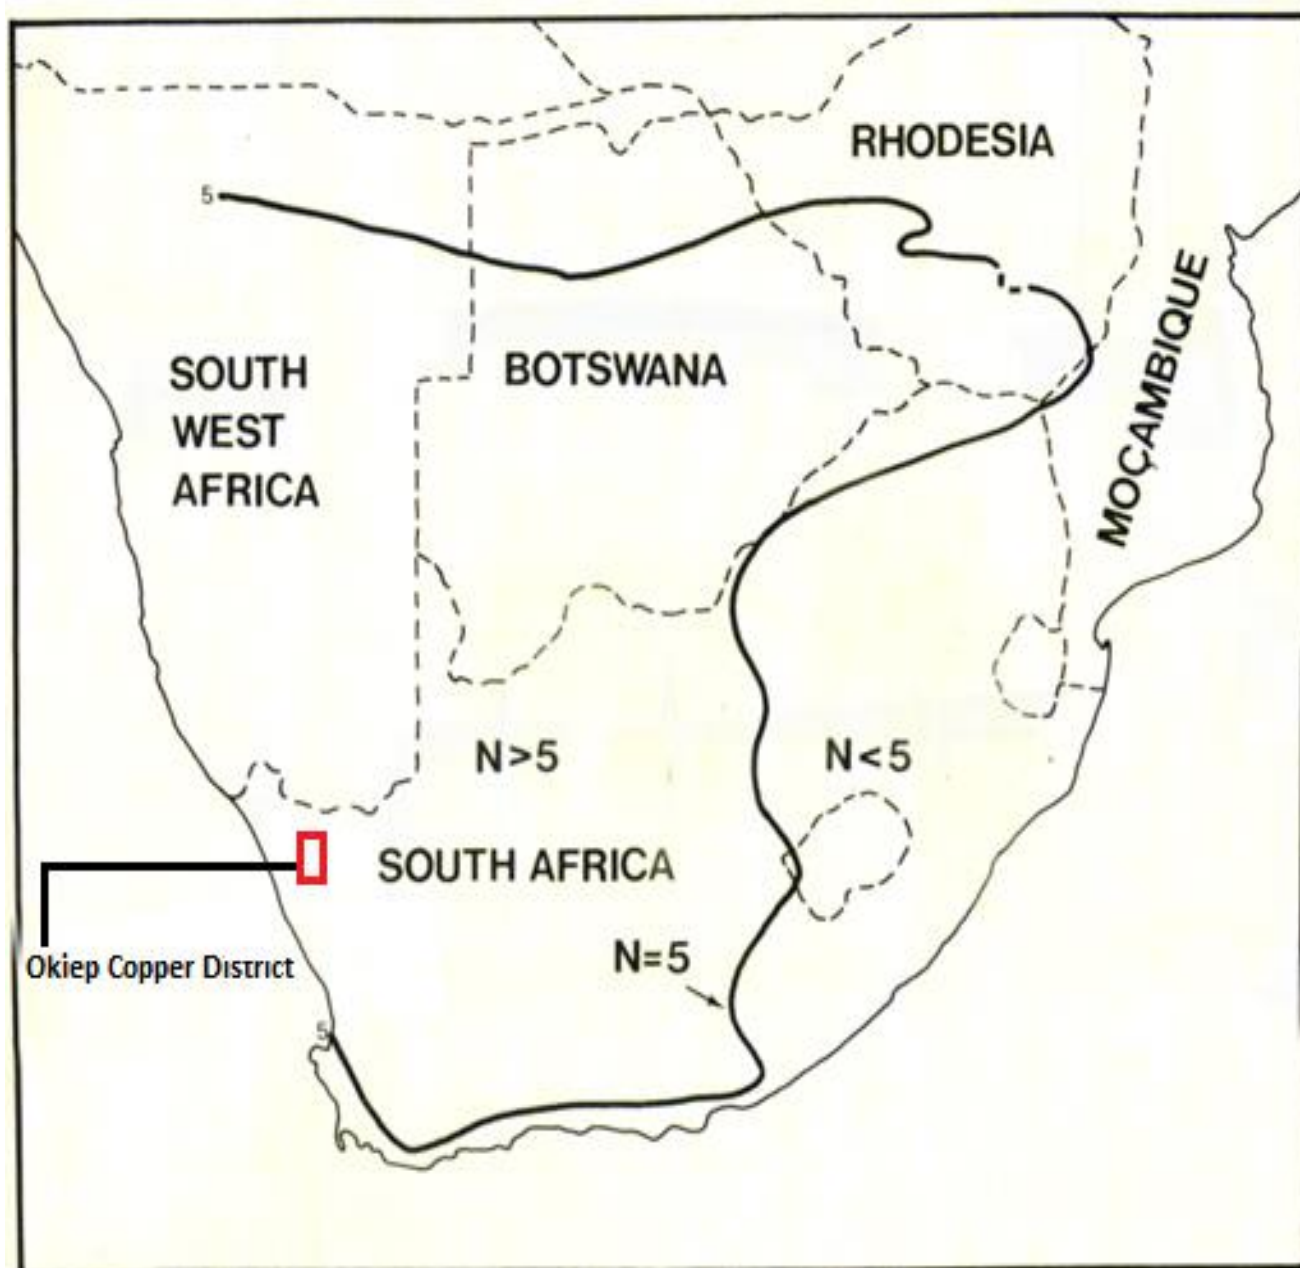 RHODESIA
5
MOÇAMBIQUE
SOUTH
WEST
AFRICA
BOTSWANA
N>5
N<5
SOUTH AFRICA
N=5
Okiep Copper District
5